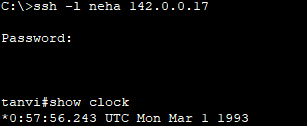 C:\>ssh -l neha 142.0.0.17
Password:
tanvi#show clock
*0:57:56.243 UTC Mon Mar 1 1993